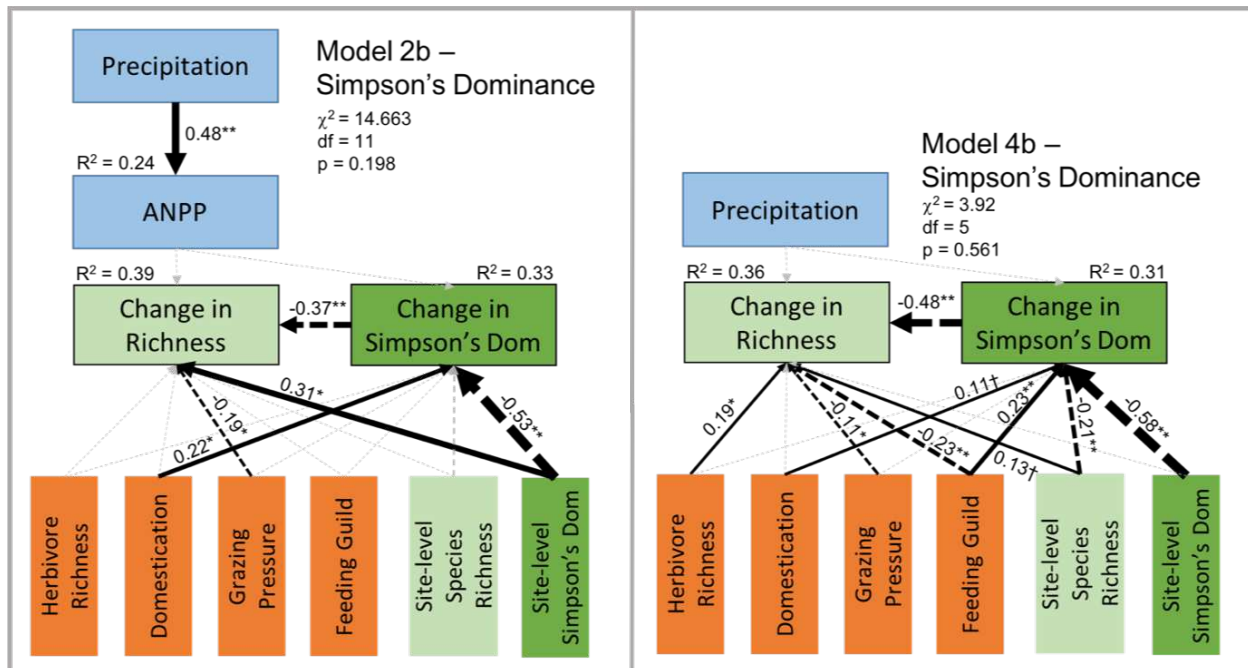 Precipitation
Model 2b –
Simpson's Dominance
χ² = 14.663
df = 11
p = 0.198
0.48**
R² = 0.24
ANPP
R² = 0.39
R² = 0.33
Change in
Richness
-0.37**
Change in
Simpson's Dom
0.31*
-0.19*
-0.53**
0.22*
Herbivore
Richness
Domestication
Grazing
Pressure
Feeding Guild
Site-level
Species
Richness
Site-level
Simpson's Dom
Model 4b –
Simpson's Dominance
χ² = 3.92
df = 5
p = 0.561
Precipitation
R² = 0.36
R² = 0.31
Change in
Richness
-0.48**
Change in
Simpson's Dom
0.19*
-0.11*
-0.23**
0.11†
0.23**
0.13†
-0.21**
-0.58**
Herbivore
Richness
Domestication
Grazing
Pressure
Feeding Guild
Site-level
Species
Richness
Site-level
Simpson's Dom